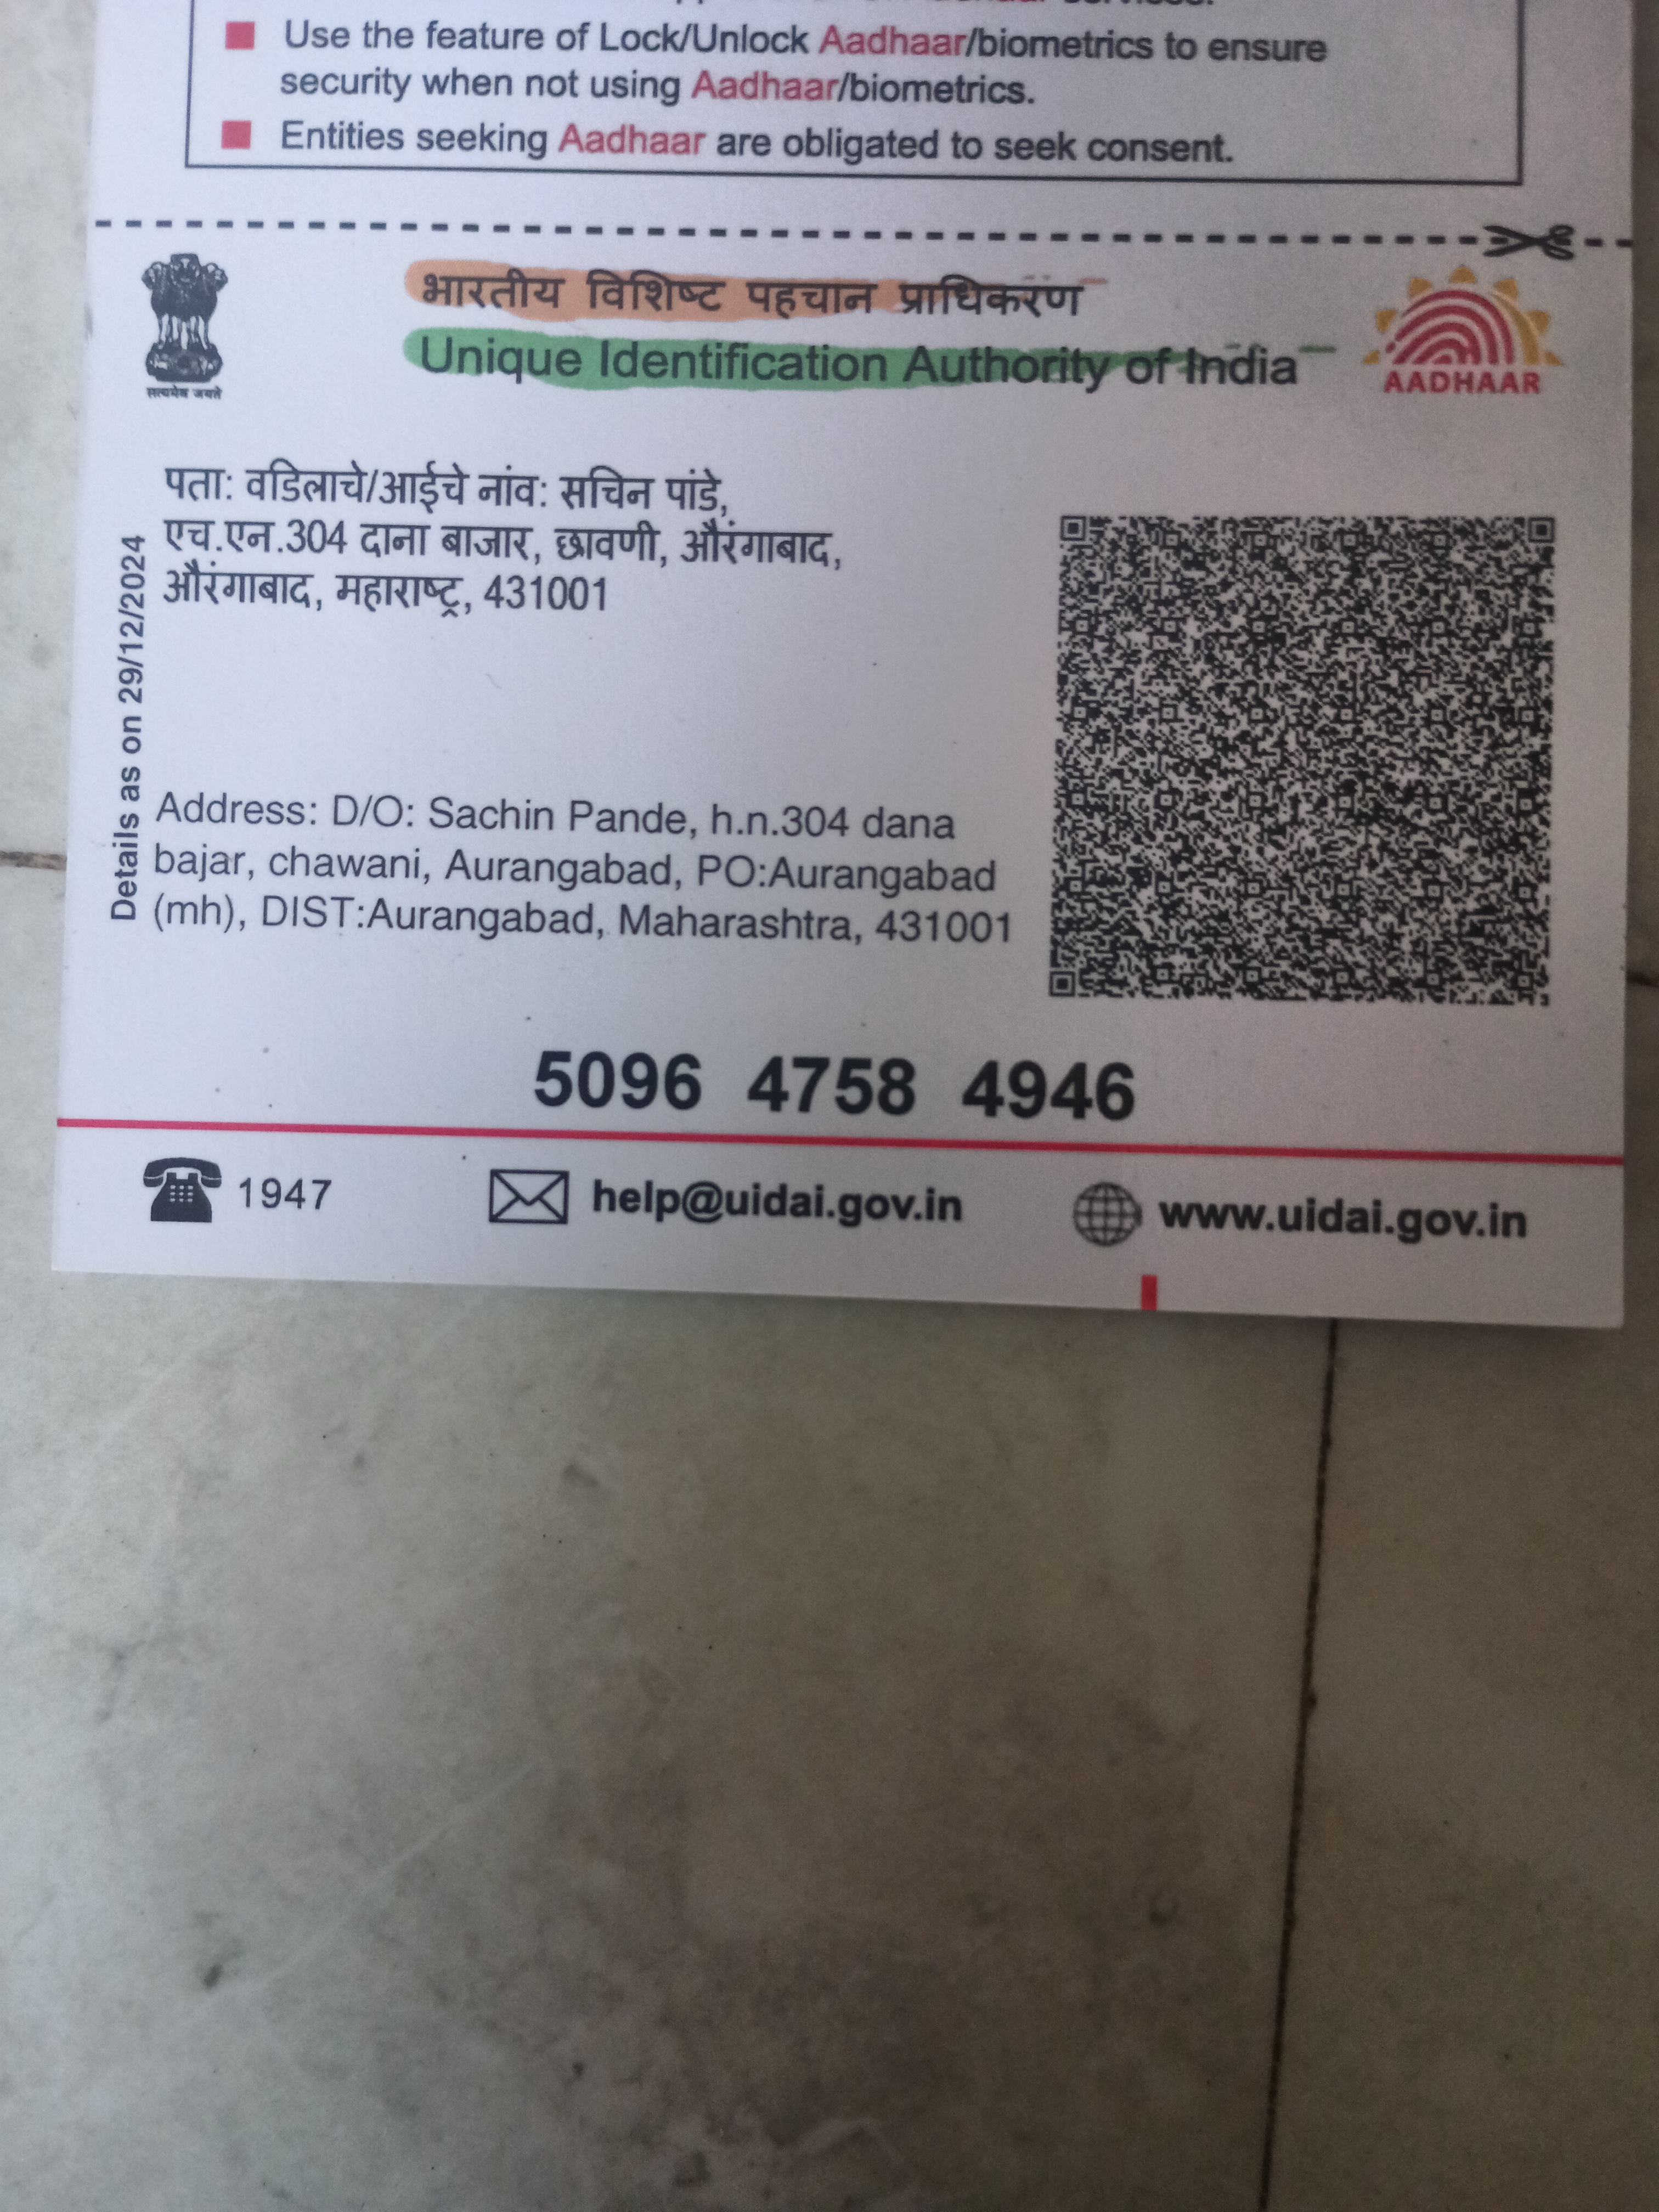 Use the feature of Lock/Unlock Aadhaar/biometrics to ensure
security when not using Aadhaar/biometrics.
Entities seeking Aadhaar are obligated to seek consent.
भारतीय विशिष्ट पहचान प्राधिकरण
Unique Identification Authority of India
सत्यमेव जयते
AADHAAR
Details as on 29/12/2024
पता: वडिलाचे/आईचे नांव: सचिन पांडे,
एच.एन.304 दाना बाजार, छावणी, औरंगाबाद,
औरंगाबाद, महाराष्ट्र, 431001
Address: D/O: Sachin Pande, h.n.304 dana
bajar, chawani, Aurangabad, PO:Aurangabad
(mh), DIST:Aurangabad, Maharashtra, 431001
5096 4758 4946
1947
help@uidai.gov.in
www.uidai.gov.in